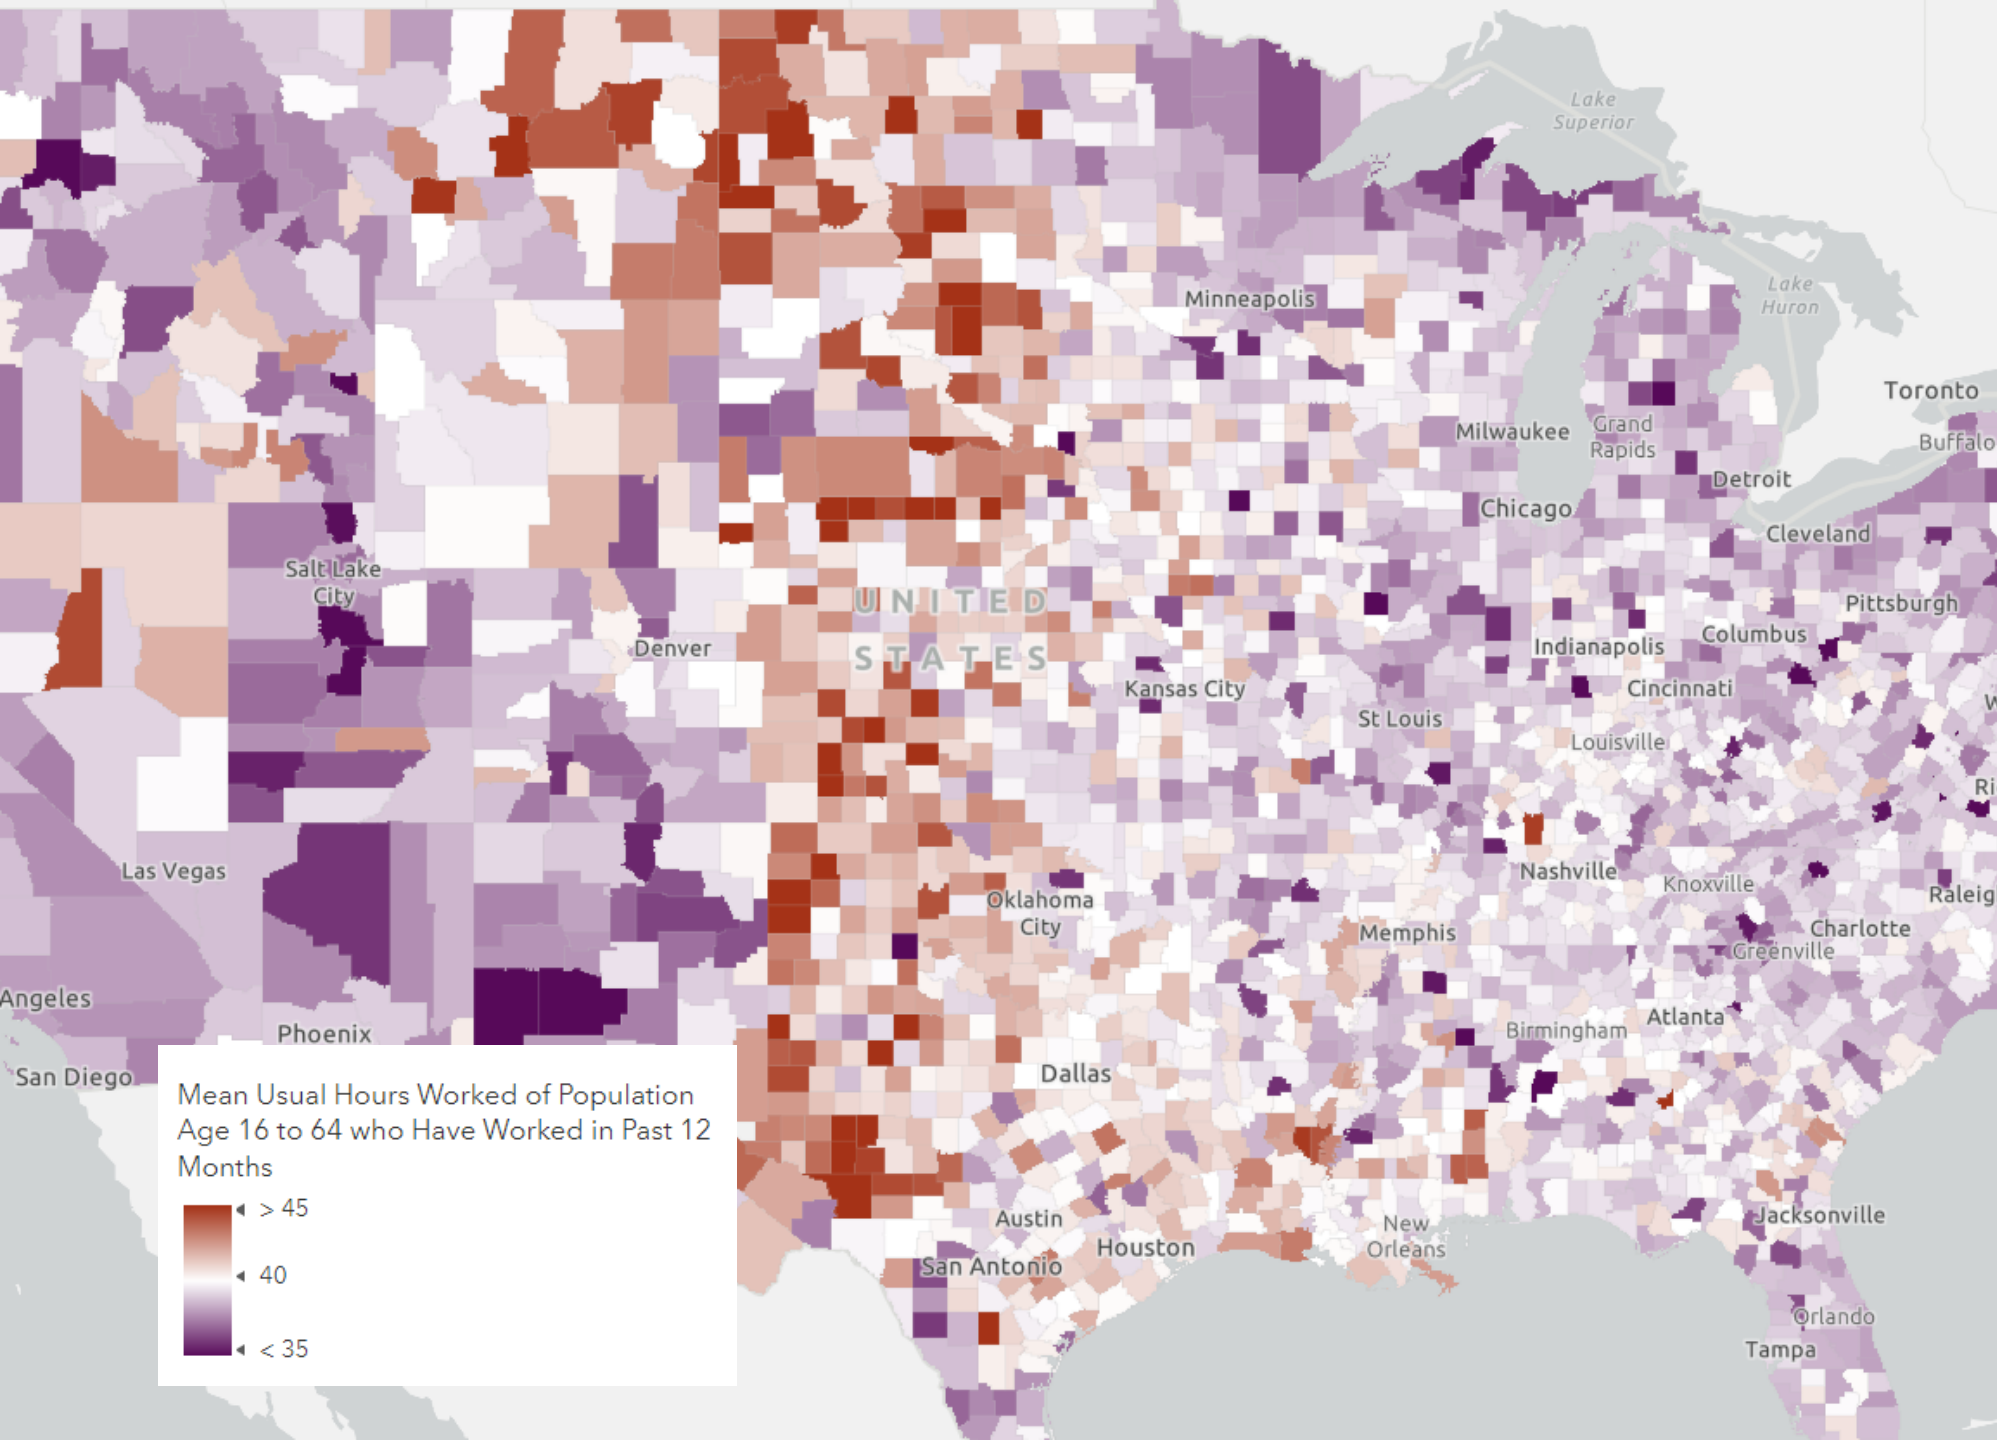 Lake
Superior
Lake
Huron
Minneapolis
Toronto
Grand
Rapids
Milwaukee
Buffalo
Detroit
Chicago
Cleveland
Salt Lake
City
UNITED
STATES
Pittsburgh
Denver
Columbus
Indianapolis
Kansas City
Cincinnati
St Louis
W
Louisville
Ri
Las Vegas
Nashville
Knoxville
Oklahoma
City
Raleig
Memphis
Charlotte
Greenville
Angeles
Phoenix
Atlanta
Birmingham
San Diego
Dallas
Mean Usual Hours Worked of Population
Age 16 to 64 who Have Worked in Past 12
Months
> 45
40
< 35
Austin
New
Orleans
Jacksonville
Houston
San Antonio
Orlando
Tampa